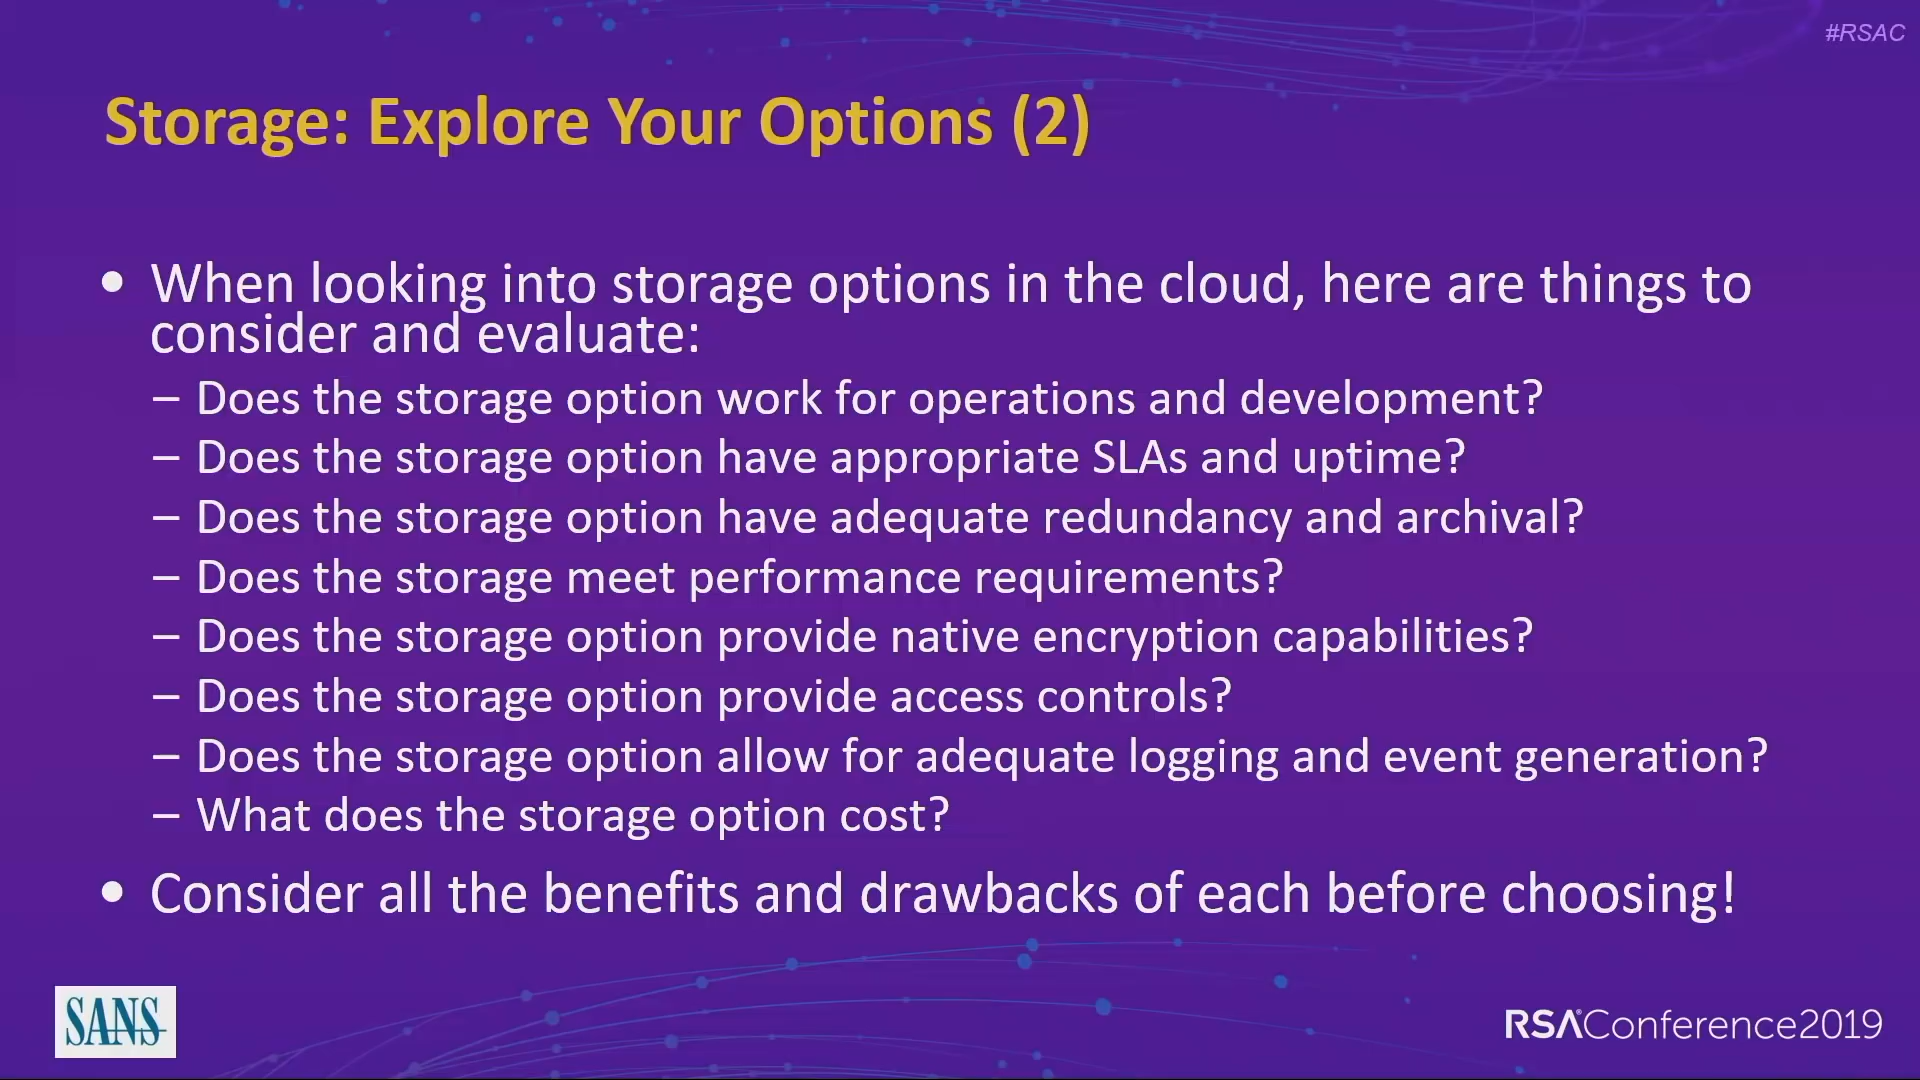 #RSAC
Storage: Explore Your Options (2)
• When looking into storage options in the cloud, here are things to
consider and evaluate:
– Does the storage option work for operations and development?
– Does the storage option have appropriate SLAs and uptime?
– Does the storage option have adequate redundancy and archival?
– Does the storage meet performance requirements?
– Does the storage option provide native encryption capabilities?
– Does the storage option provide access controls?
– Does the storage option allow for adequate logging and event generation?
– What does the storage option cost?
• Consider all the benefits and drawbacks of each before choosing!
SANS
RSAConference2019